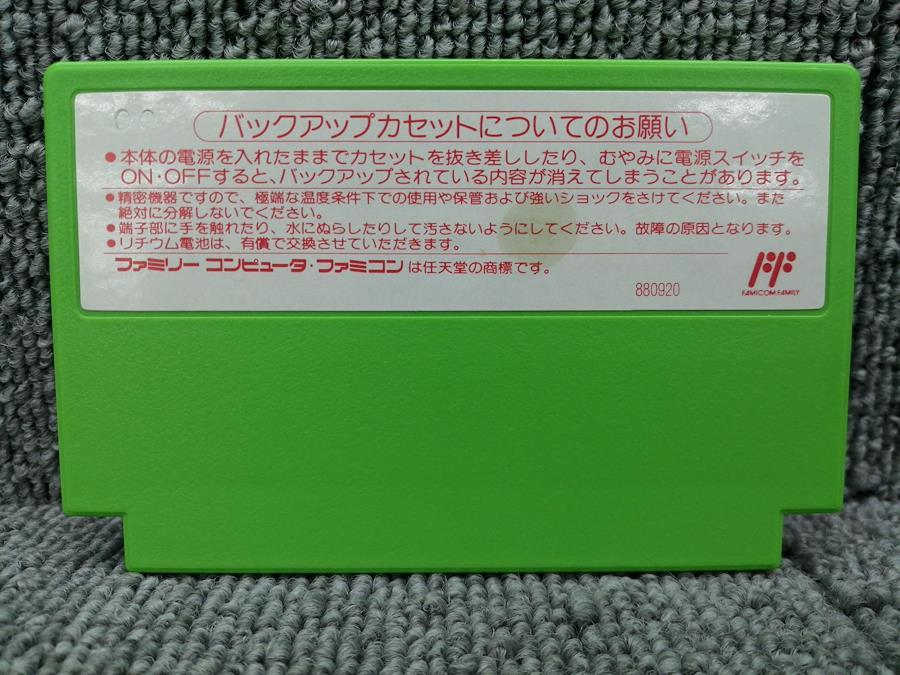 バックアップカセットについてのお願い
●本体の電源を入れたままでカセットを抜き差ししたり、むやみに電源スイッチを
ON・OFFすると、バックアップされている内容が消えてしまうことがあります。
●精密機器ですので、極端な温度条件下での使用や保管および強いショックをさけてください。また
絶対に分解しないでください。
●端子部に手を触れたり、水にぬらしたりして汚さないようにしてください。故障の原因となります。
●リチウム電池は、有償で交換させていただきます。
ファミリー コンピュータ・ファミコンは任天堂の商標です。
880920
FAMICOM FAMILY